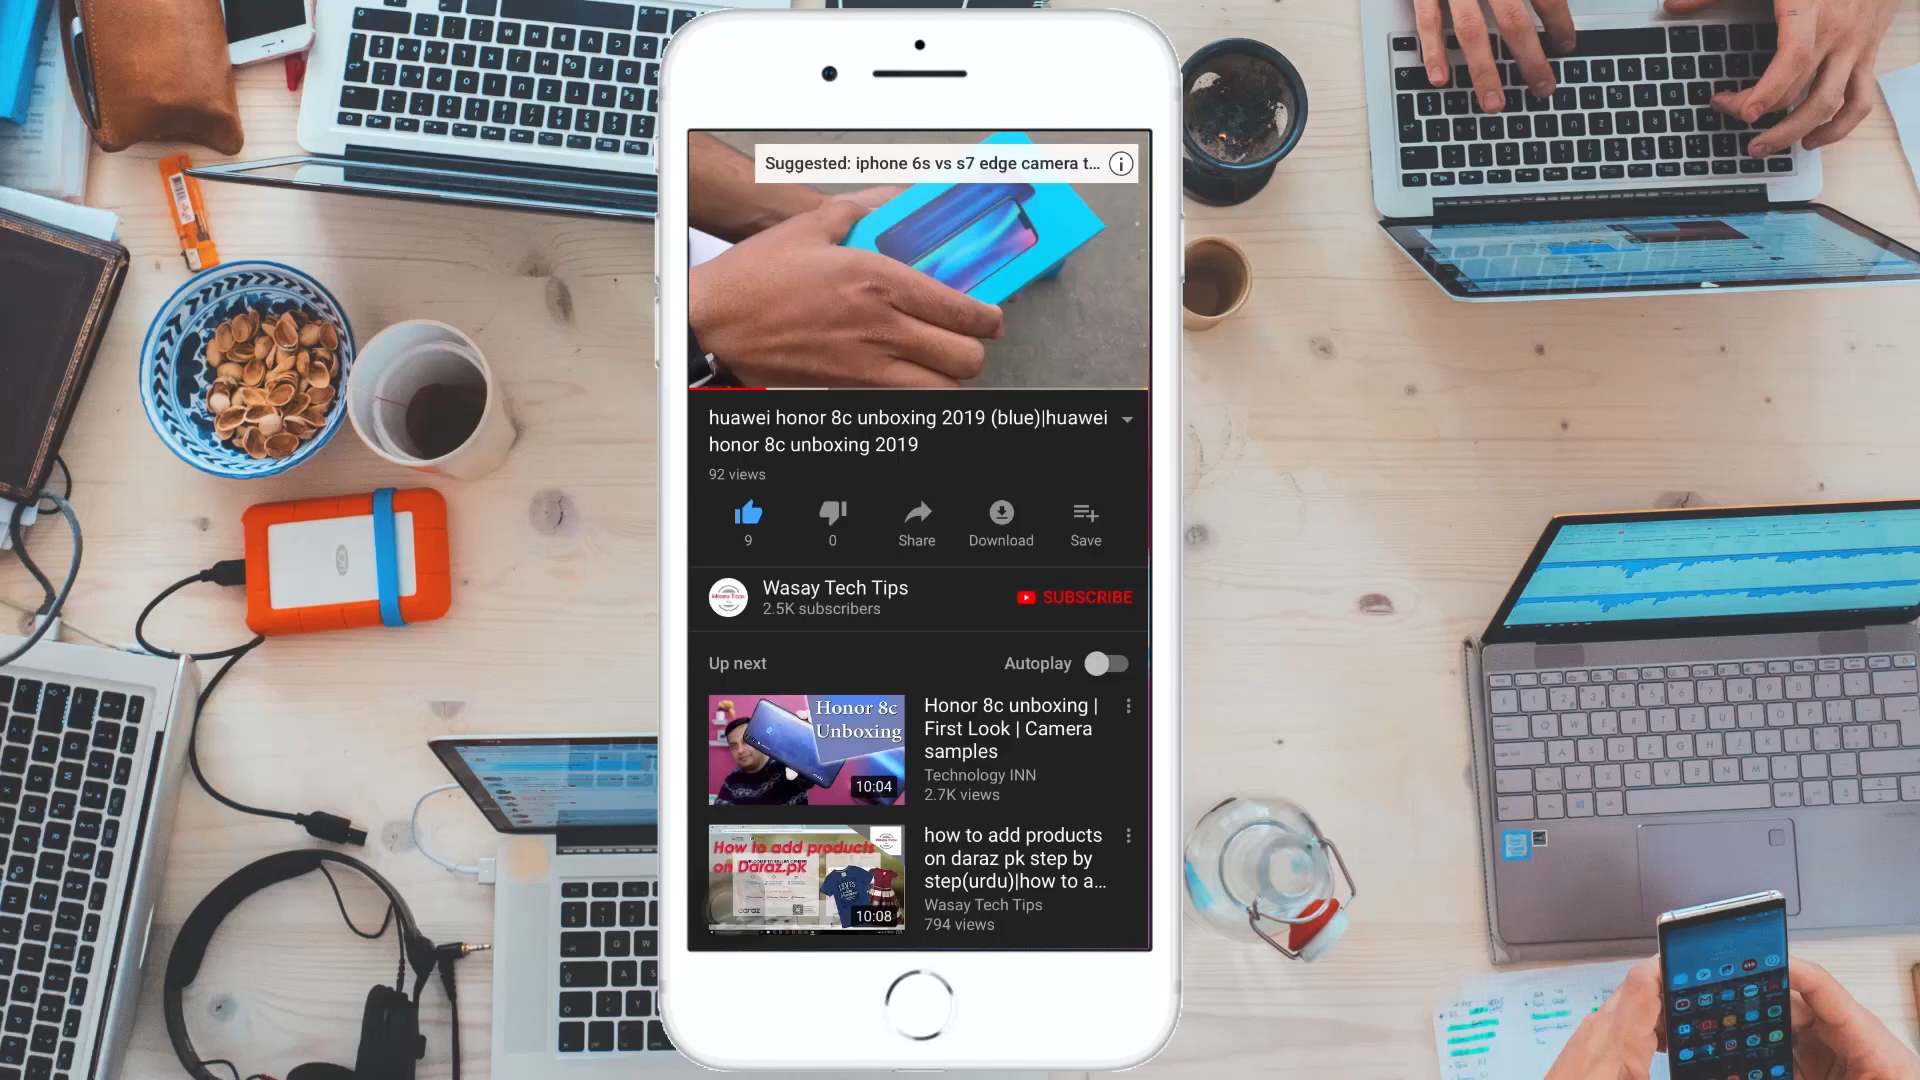 Suggested: iphone 6s vs s7 edge camera t...
huawei honor 8c unboxing 2019 (blue)|huawei
honor 8c unboxing 2019
92 views
9
0
Share
Download
Save
Wasay Tech Tips
2.5K subscribers
SUBSCRIBE
Up next
Autoplay
Honor 8c
Unboxing
10:04
Honor 8c unboxing |
First Look | Camera
samples
Technology INN
2.7K views
How to add products
on Daraz.pk
10:08
how to add products
on daraz pk step by
step(urdu)|how to a...
Wasay Tech Tips
794 views